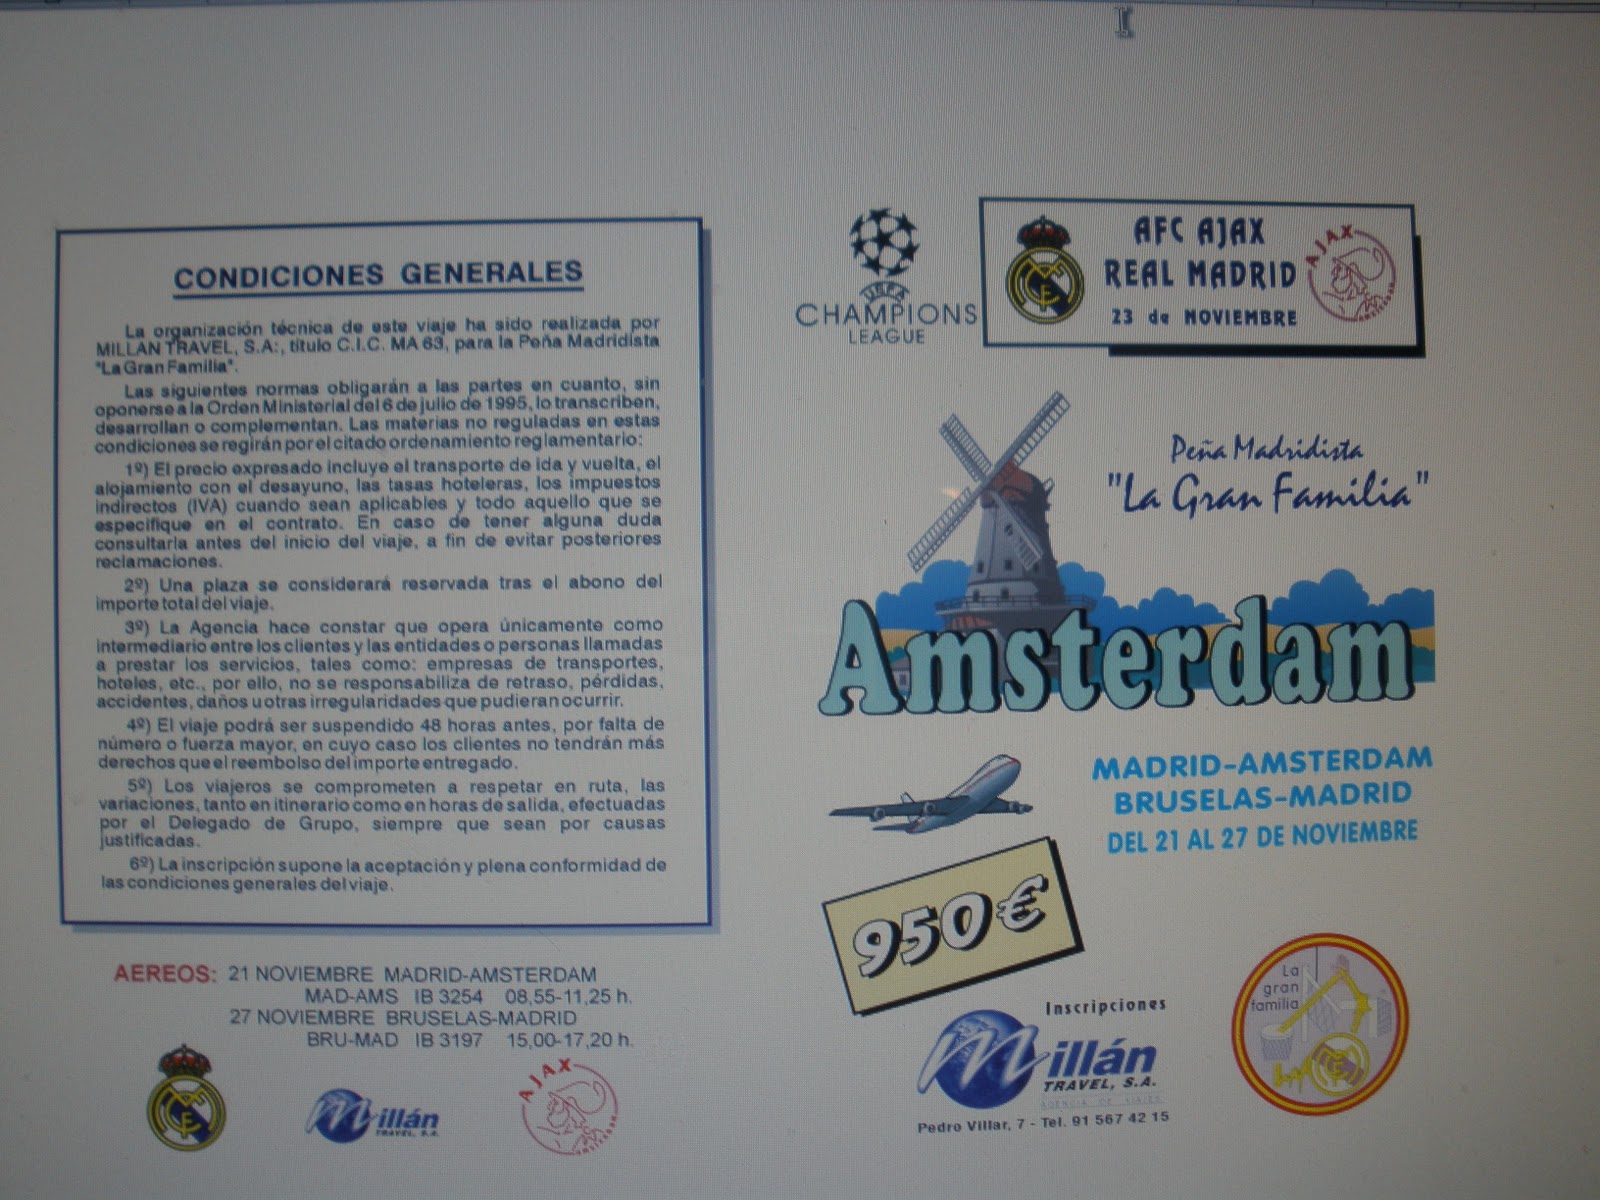 CONDICIONES GENERALES
La organización técnica de este viaje ha sido realizada por
MILLAN TRAVEL, S.A:, título C.I.C. MA 63, para la Peña Madridista
"La Gran Familia".
Las siguientes normas obligarán a las partes en cuanto, sin
oponerse a la Orden Ministerial del 6 de julio de 1995, lo transcriben,
desarrollan o complementan. Las materias no reguladas en estas
condiciones se regirán por el citado ordenamiento reglamentario:
1º) El precio expresado incluye el transporte de ida y vuelta, el
alojamiento con el desayuno, las tasas hoteleras, los impuestos
indirectos (IVA) cuando sean aplicables y todo aquello que se
especifique en el contrato. En caso de tener alguna duda
consultarla antes del inicio del viaje, a fin de evitar posteriores
reclamaciones.
2º) Una plaza se considerará reservada tras el abono del
importe total del viaje.
3º) La Agencia hace constar que opera únicamente como
intermediario entre los clientes y las entidades o personas llamadas
a prestar los servicios, tales como: empresas de transportes,
hoteles, etc., por ello, no se responsabiliza de retraso, pérdidas,
accidentes, daños u otras irregularidades que pudieran ocurrir.
4º) El viaje podrá ser suspendido 48 horas antes, por falta de
número o fuerza mayor, en cuyo caso los clientes no tendrán más
derechos que el reembolso del importe entregado.
5º) Los viajeros se comprometen a respetar en ruta, las
variaciones, tanto en itinerario como en horas de salida, efectuadas
por el Delegado de Grupo, siempre que sean por causas
justificadas.
6º) La inscripción supone la aceptación y plena conformidad de
las condiciones generales del viaje.
AEREOS: 21 NOVIEMBRE MADRID-AMSTERDAM
MAD-AMS IB 3254 08,55-11,25 h.
27 NOVIEMBRE BRUSELAS-MADRID
BRU-MAD IB 3197 15,00-17,20 h.
Millán
TRAVEL, S.A.
AJAX
AMSTERDAM
UEFA
CHAMPIONS
LEAGUE
AFC AJAX
REAL MADRID
23 de NOVIEMBRE
AJAX
AMSTERDAM
Peña Madridista
"La Gran Familia"
Amsterdam
MADRID-AMSTERDAM
BRUSELAS-MADRID
DEL 21 AL 27 DE NOVIEMBRE
950 €
Inscripciones
Millán
TRAVEL, S.A.
AGENCIA DE VIAJES
Pedro Villar, 7 - Tel. 91 567 42 15
La
gran
familia